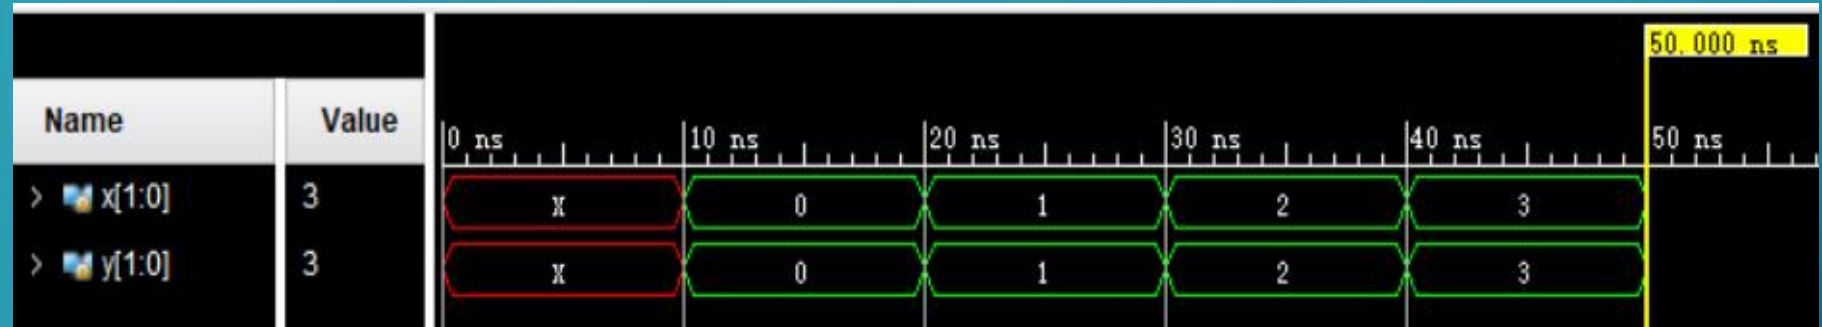 50.000 ns
Name Value 0 ns 10 ns 20 ns 30 ns 40 ns 50 ns
x[1:0] 3 X 0 1 2 3
y[1:0] 3 X 0 1 2 3